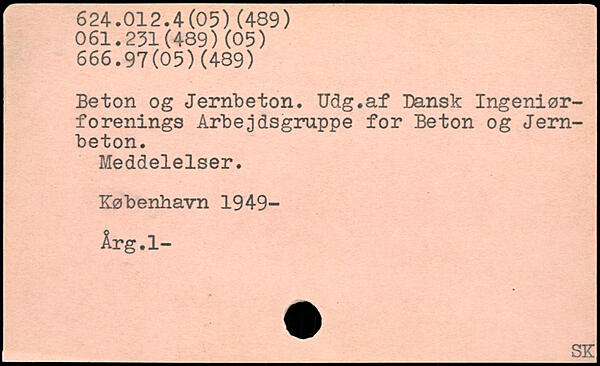 624.012.4(05)(489)
061.231(489)(05)
666.97(05)(489)
Beton og Jernbeton. Udg.af Dansk Ingeniør-
forenings Arbejdsgruppe for Beton og Jern-
beton.
Meddelelser.
København 1949-
Årg.1-
SK